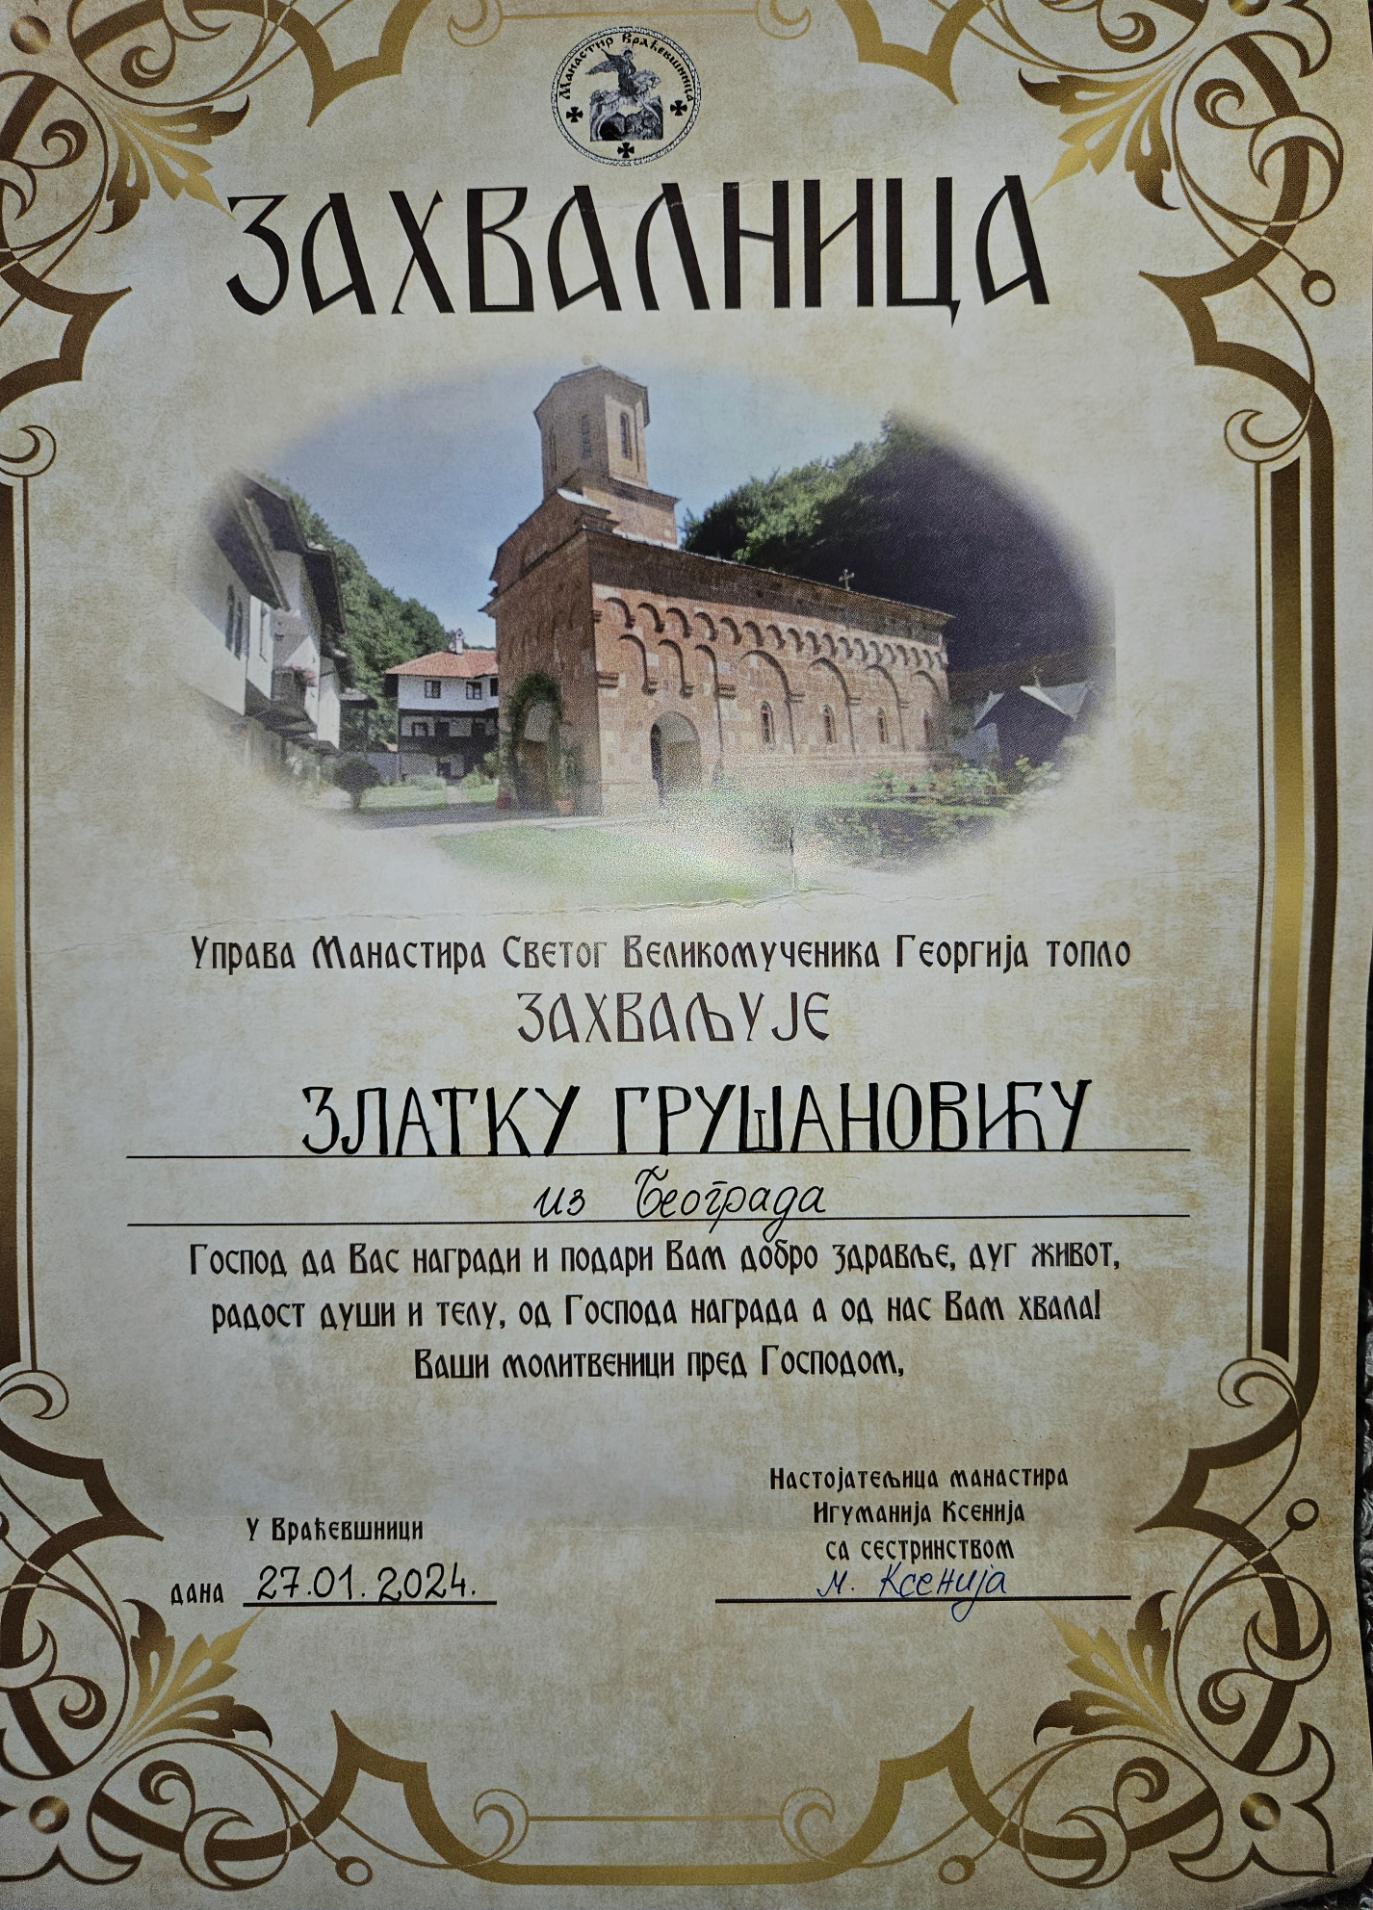 Манастир Враћевшница
ЗАХВАЛНИЦА
Управа Манастира Светог Великомученика Георгија топло
ЗАХВАЉУЈЕ
ЗЛАТКУ ГРУШАНОВИЋУ
из Београда
Господ да Вас награди и подари Вам добро здравље, дуг живот,
радост души и телу, од Господа награда а од нас Вам хвала!
Ваши молитвеници пред Господом,
Настојатељица манастира
Игуманија Ксенија
са сестринством
м. Ксенија
У Враћевшници
дана 27.01.2024.